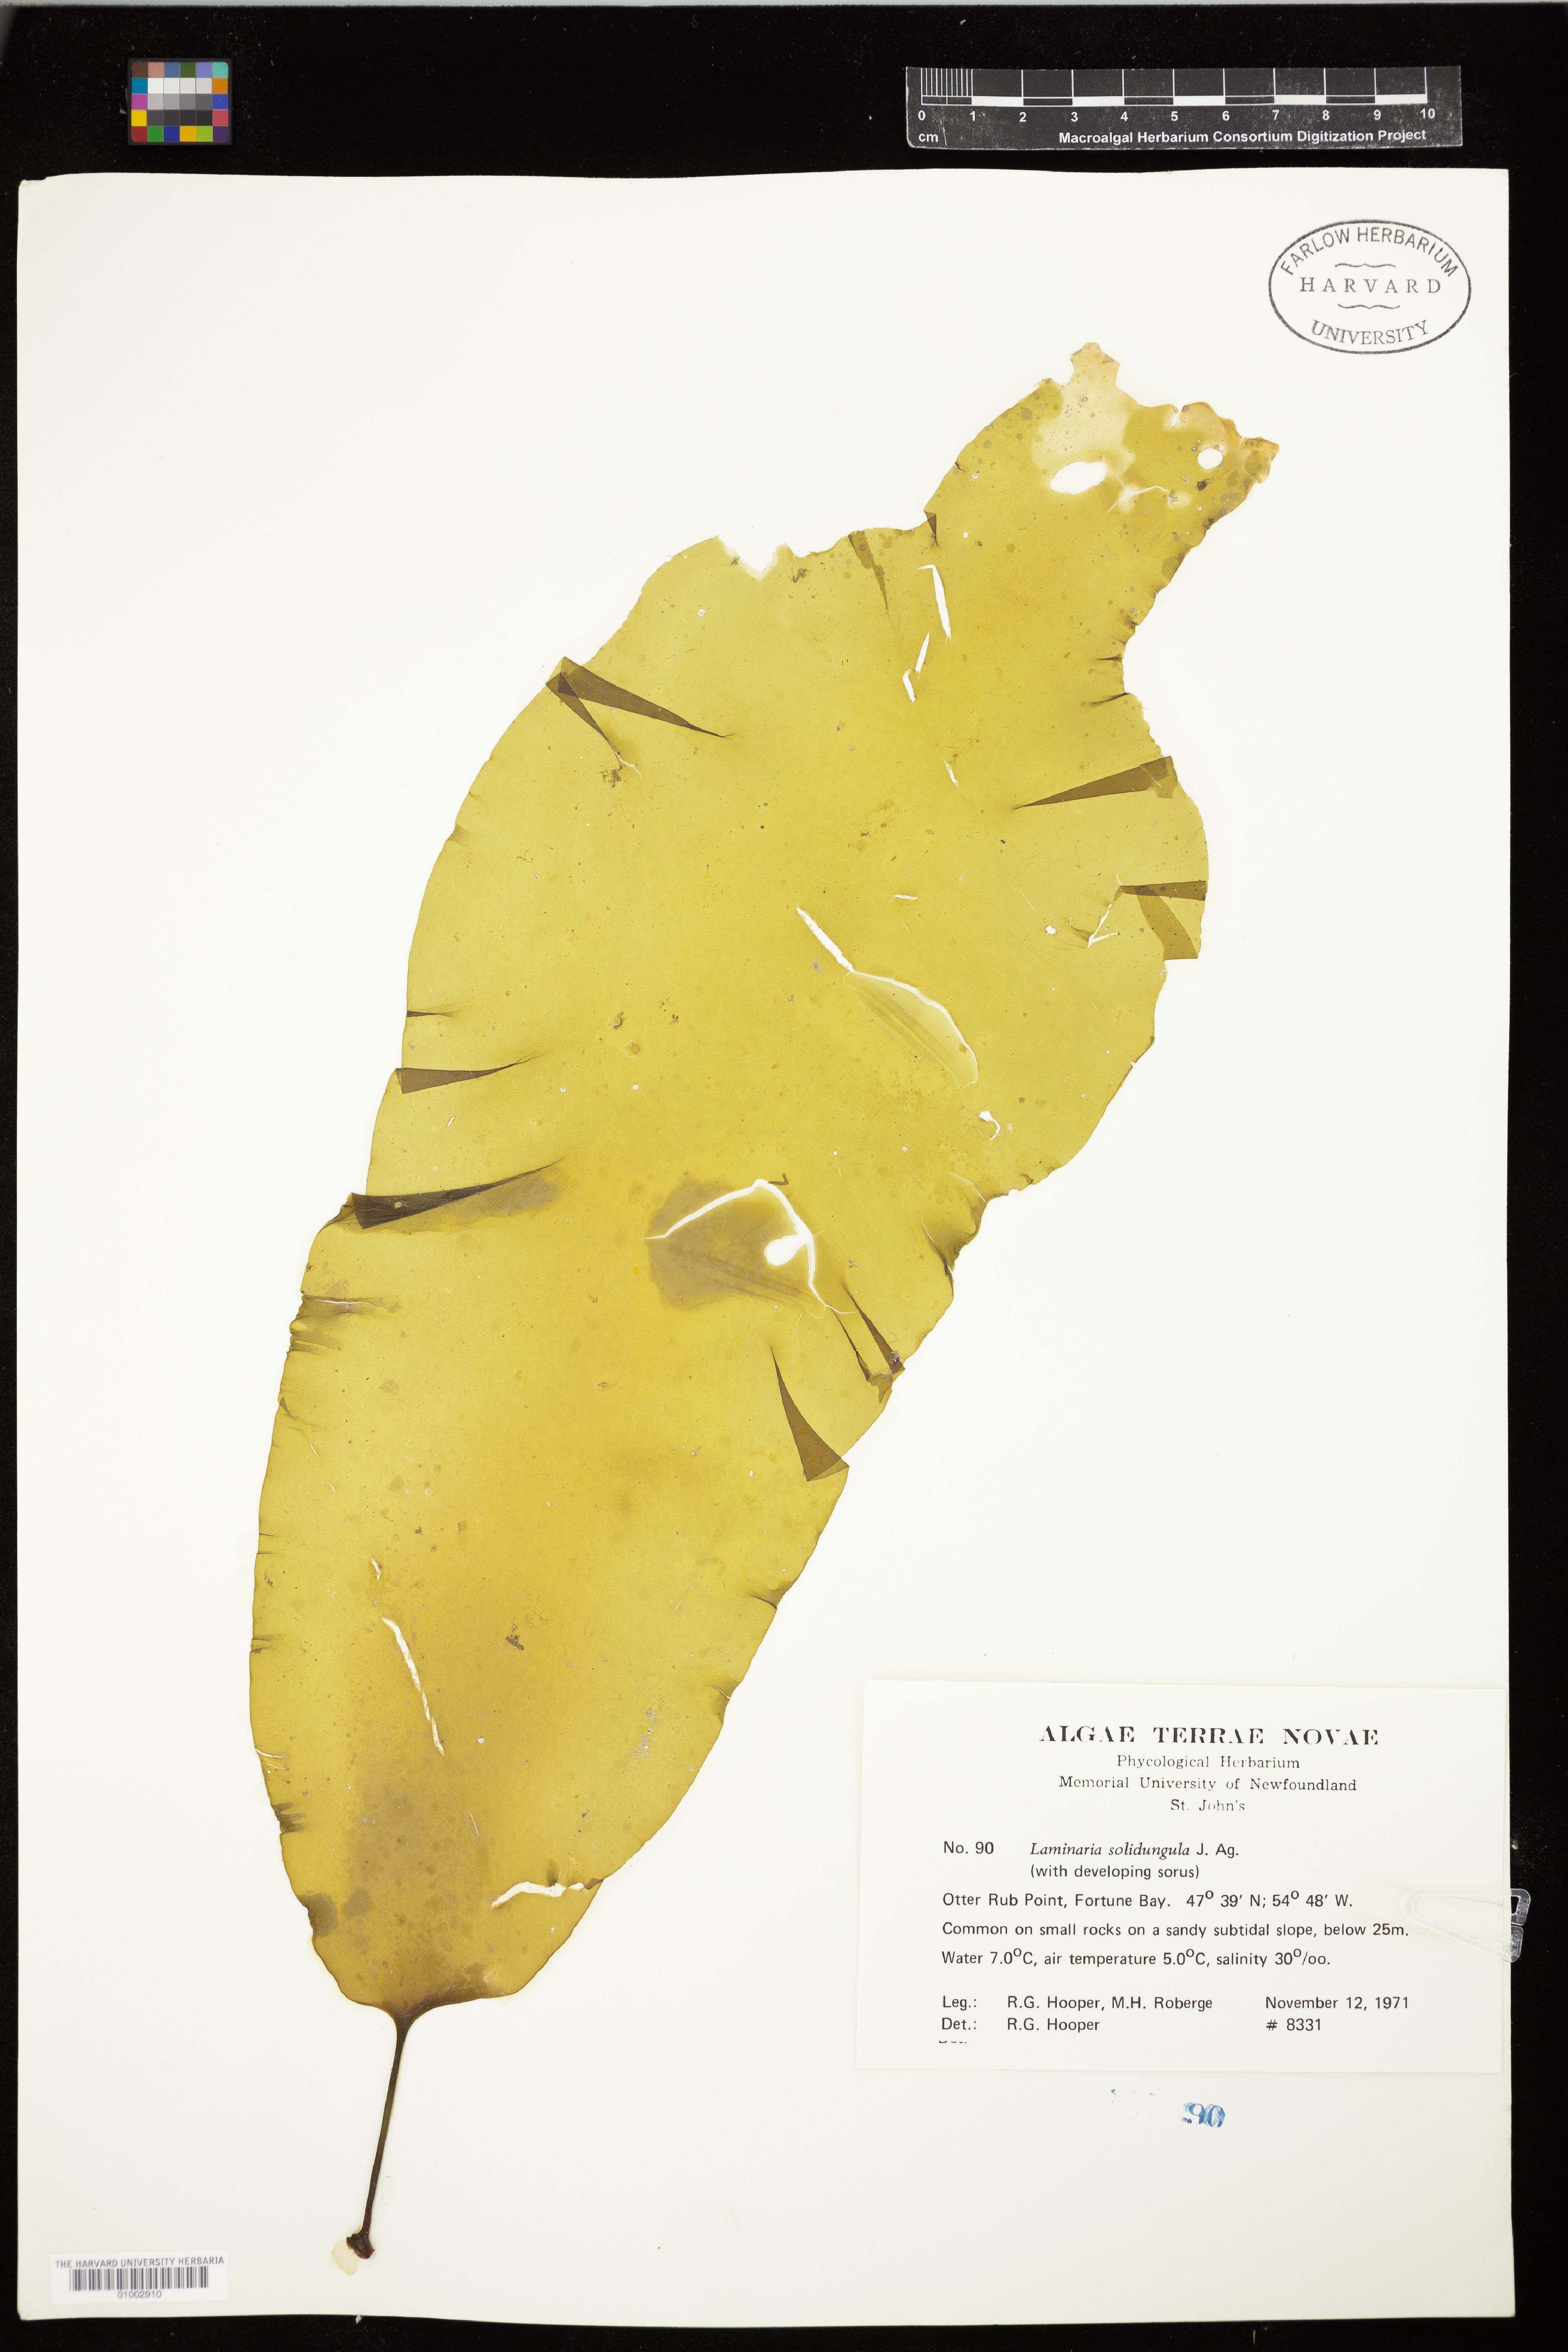 0 1 2 3 4 5 6 7 8 9 10
cm Macroalgal Herbarium Consortium Digitization Project
FARLOW HERBARIUM
HARVARD
UNIVERSITY
ALGAE TERRAE NOVAE
Phycological Herbarium
Memorial University of Newfoundland
St. John's
No. 90 Laminaria solidungula J. Ag.
(with developing sorus)
Otter Rub Point, Fortune Bay. 47° 39′ N; 54° 48′ W.
Common on small rocks on a sandy subtidal slope, below 25m.
Water 7.0°C, air temperature 5.0°C, salinity 30°/oo.
Leg.: R.G. Hooper, M.H. Roberge November 12, 1971
Det.: R.G. Hooper # 8331
90
THE HARVARD UNIVERSITY HERBARIA
01002910